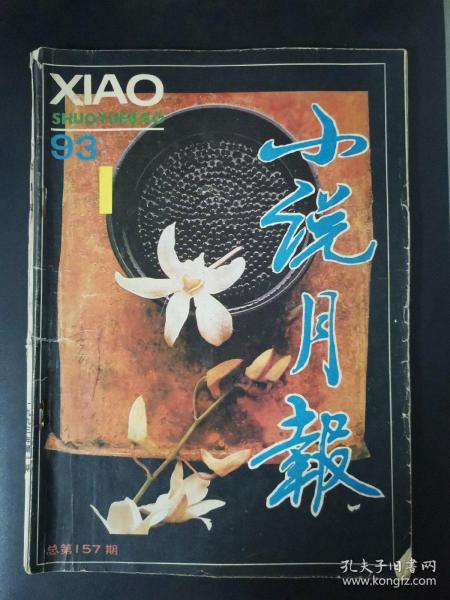 XIAO
SHUOYUEBAO
93
1
小说月報
总第157期
孔夫子旧书网
www.kongfz.com